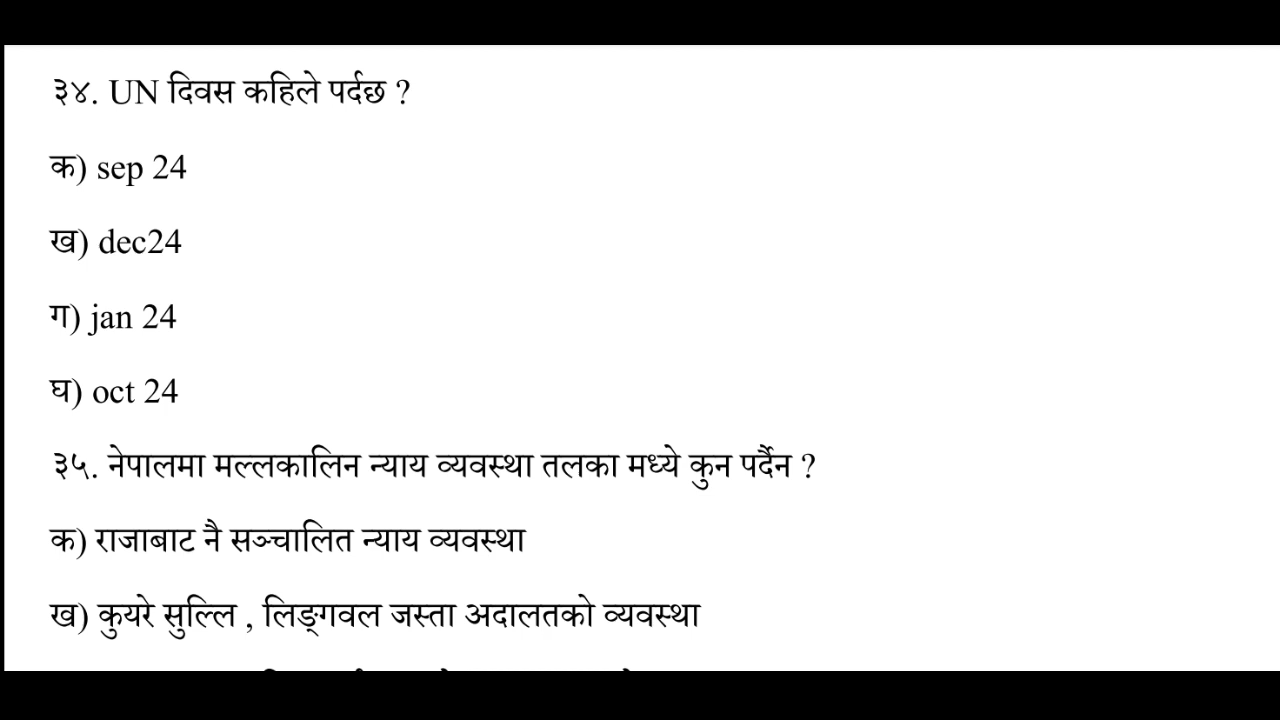 ३४. UN दिवस कहिले पर्दछ ?
क) sep 24
ख) dec24
ग) jan 24
घ) oct 24
३५. नेपालमा मल्लकालिन न्याय व्यवस्था तलका मध्ये कुन पर्दैन ?
क) राजाबाट नै सञ्चालित न्याय व्यवस्था
ख) कुयरे सुल्लि , लिङ्गवल जस्ता अदालतको व्यवस्था